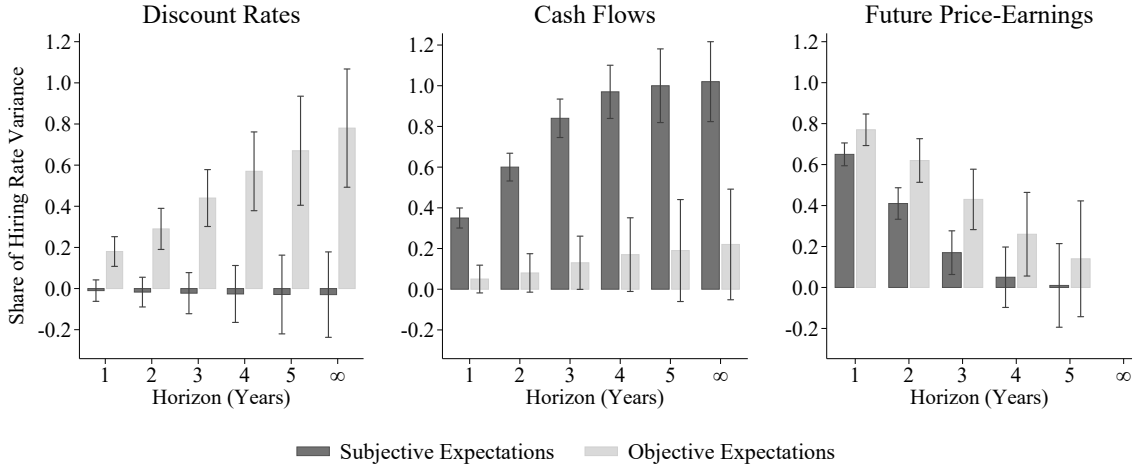 Discount Rates
Cash Flows
Future Price-Earnings
Share of Hiring Rate Variance
1.2
1.0
0.8
0.6
0.4
0.2
0.0
-0.2
1 2 3 4 5 ∞
Horizon (Years)
1.2
1.0
0.8
0.6
0.4
0.2
0.0
-0.2
1 2 3 4 5 ∞
Horizon (Years)
1.2
1.0
0.8
0.6
0.4
0.2
0.0
-0.2
1 2 3 4 5 ∞
Horizon (Years)
Subjective Expectations Objective Expectations